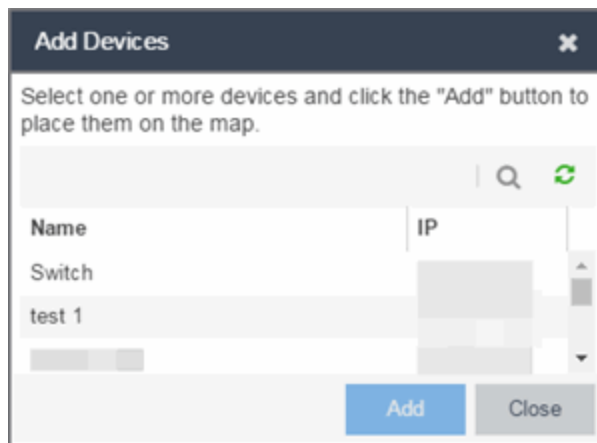 Add Devices
Select one or more devices and click the "Add" button to
place them on the map.
Name IP
Switch
test 1
Add Close